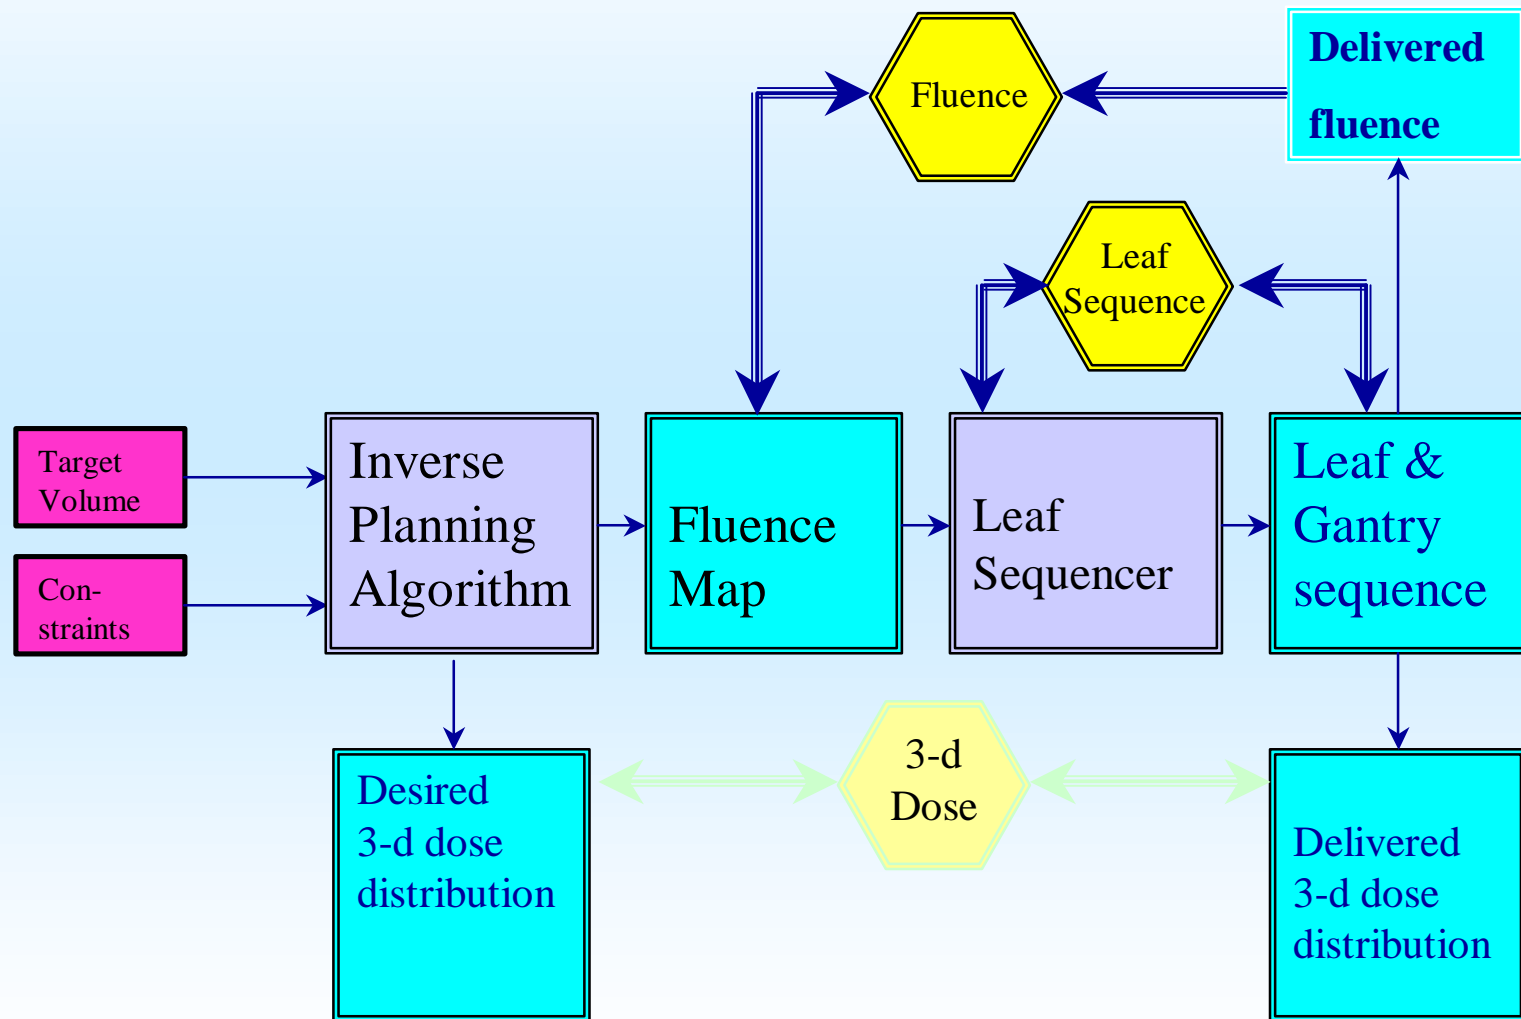 Fluence
Delivered
fluence
Leaf
Sequence
Target
Volume
Con-
straints
Inverse
Planning
Algorithm
Fluence
Map
Leaf
Sequencer
Leaf &
Gantry
sequence
Desired
3-d dose
distribution
3-d
Dose
Delivered
3-d dose
distribution